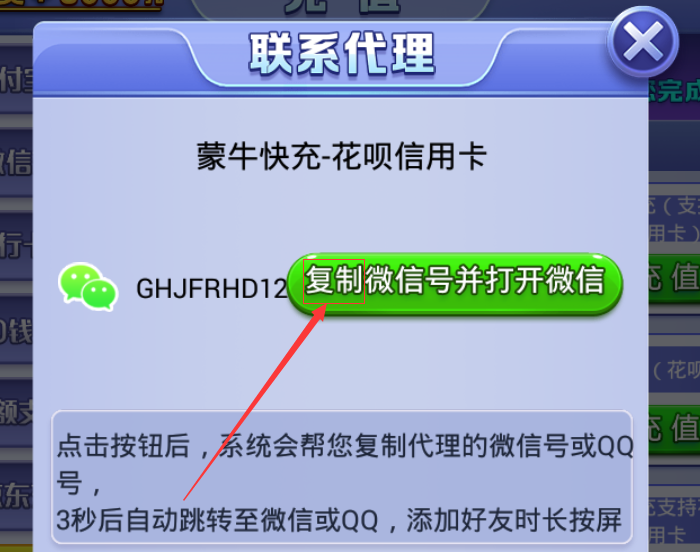 充值
联系代理
蒙牛快充-花呗信用卡
GHJFRHD12
复制微信号并打开微信
点击按钮后，系统会帮您复制代理的微信号或QQ
号，
3秒后自动跳转至微信或QQ，添加好友时长按屏